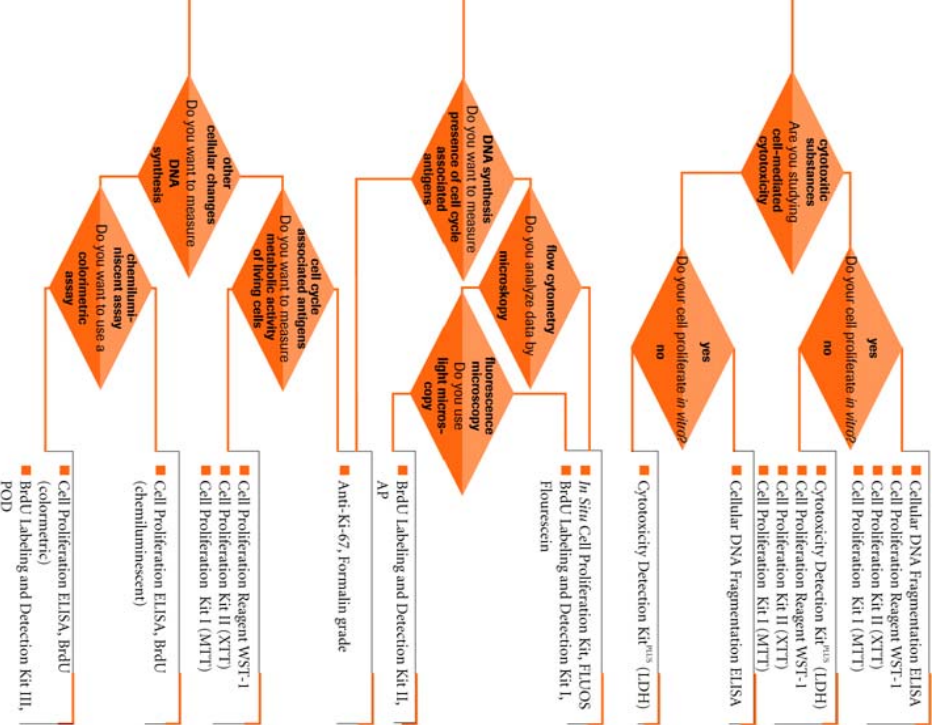 cytotoxitic
substances
Are you studying
cell-mediated
cytotoxicity
yes
Do your cell proliferate in vitro?
no
Cellular DNA Fragmentation ELISA
Cell Proliferation Reagent WST-1
Cell Proliferation Kit II (XTT)
Cell Proliferation Kit I (MTT)
Cytotoxicity Detection KitPLUS (LDH)
Cell Proliferation Reagent WST-1
Cell Proliferation Kit II (XTT)
Cell Proliferation Kit I (MTT)
yes
Do your cell proliferate in vitro?
no
Cellular DNA Fragmentation ELISA
Cytotoxicity Detection KitPLUS (LDH)
DNA synthesis
Do you want to measure
presence of cell cycle
associated
antigens
flow cytometry
Do you analyze data by
microskopy
In Situ Cell Proliferation Kit, FLUOS
BrdU Labeling and Detection Kit I,
Flourescein
fluorescence
microscopy
Do you use
light micros-
copy
BrdU Labeling and Detection Kit II,
AP
Anti-Ki-67, Formalin grade
other
cellular changes
Do you want to measure
DNA
synthesis
cell cycle
associated antigens
Do you want to measure
metabolic activity
of living cells
Cell Proliferation Reagent WST-1
Cell Proliferation Kit II (XTT)
Cell Proliferation Kit I (MTT)
chemilumi-
niscent assay
Do you want to use a
colorimetric
assay
Cell Proliferation ELISA, BrdU
(chemiluminescent)
Cell Proliferation ELISA, BrdU
(colormetric)
BrdU Labeling and Detection Kit III,
POD